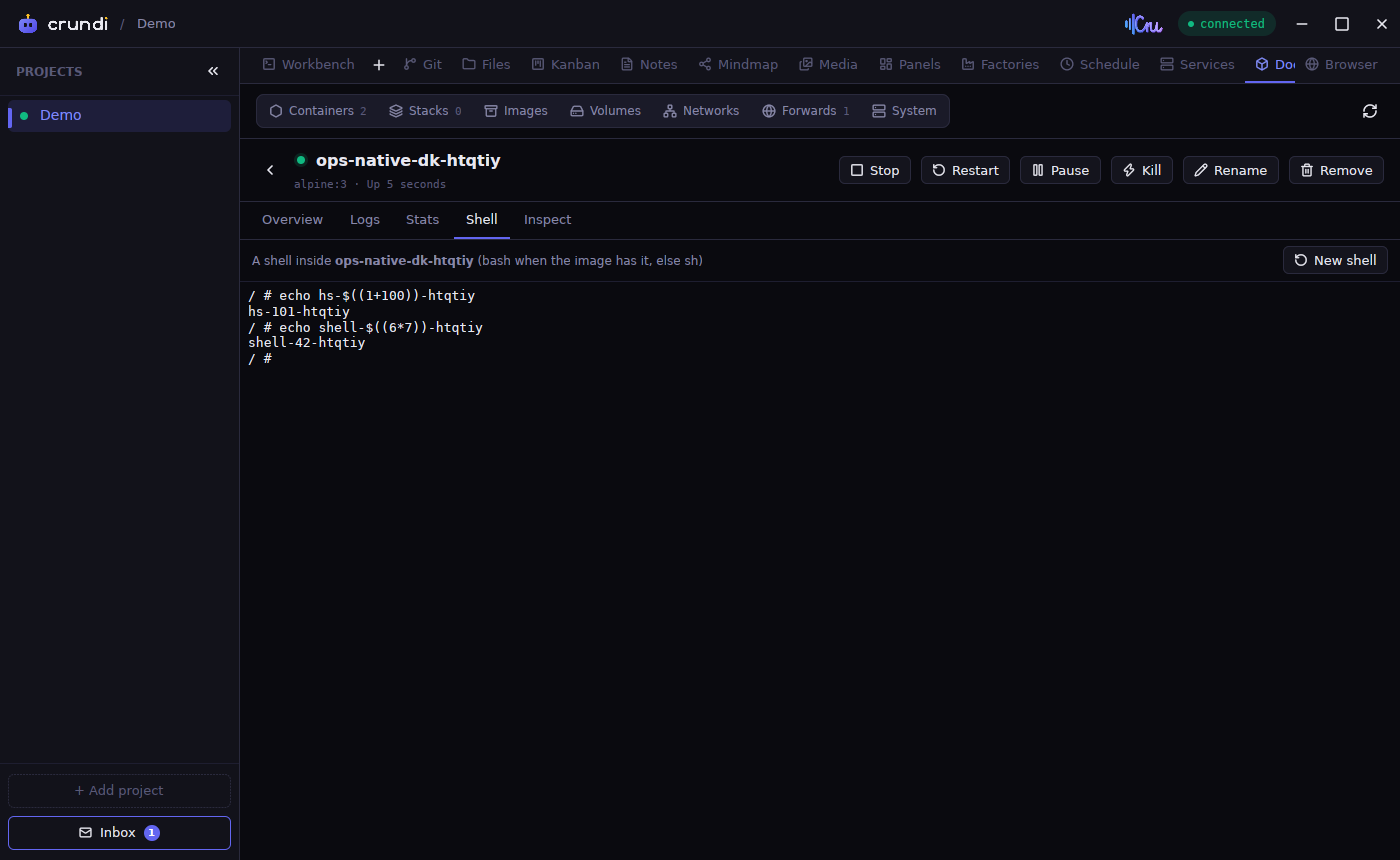 crundi / Demo
Cru
connected
PROJECTS
Demo
+ Add project
Inbox 1
Workbench + Git Files Kanban Notes Mindmap Media Panels Factories Schedule Services Doc Browser
Containers 2 Stacks 0 Images Volumes Networks Forwards 1 System
ops-native-dk-htqtiy
alpine:3 · Up 5 seconds
Stop Restart Pause Kill Rename Remove
Overview Logs Stats Shell Inspect
A shell inside ops-native-dk-htqtiy (bash when the image has it, else sh)
New shell
/ # echo hs-$((1+100))-htqtiy
hs-101-htqtiy
/ # echo shell-$((6*7))-htqtiy
shell-42-htqtiy
/ #